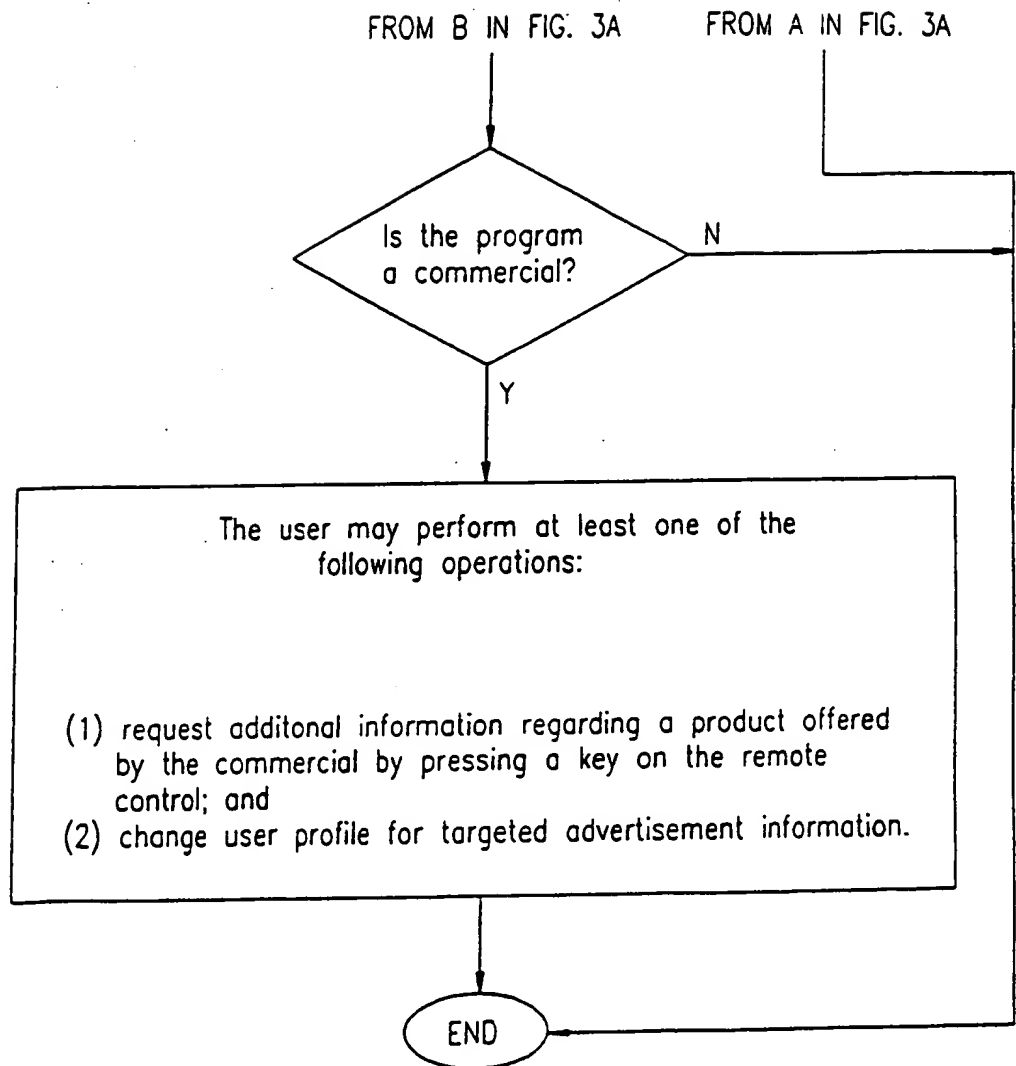 FROM B IN FIG. 3A
FROM A IN FIG. 3A
Is the program
a commercial?
N
Y
The user may perform at least one of the
following operations:
(1) request additonal information regarding a product offered
by the commercial by pressing a key on the remote
control; and
(2) change user profile for targeted advertisement information.
END